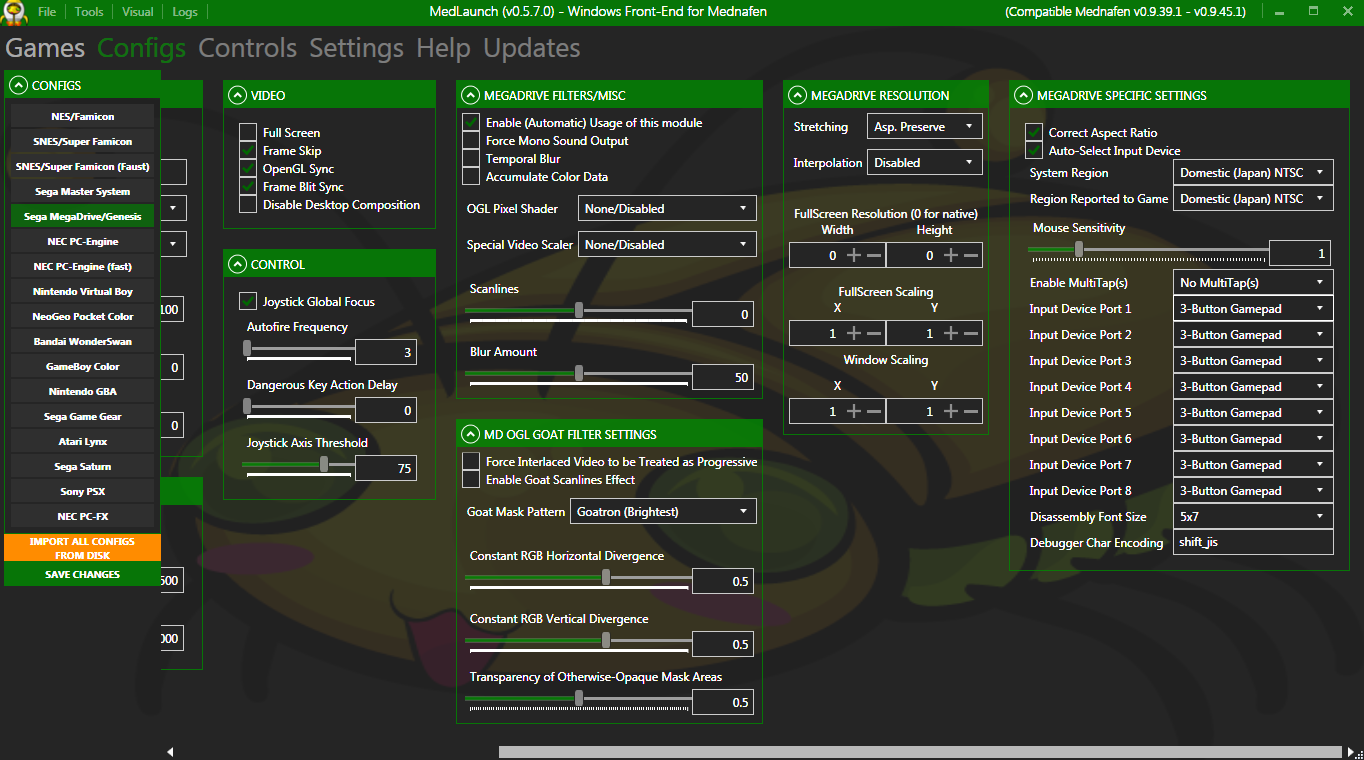 File Tools Visual Logs
MedLaunch (v0.5.7.0) - Windows Front-End for Mednafen
(Compatible Mednafen v0.9.39.1 - v0.9.45.1)
Games Configs Controls Settings Help Updates
CONFIGS
NES/Famicon
SNES/Super Famicom
SNES/Super Famicom (Faust)
Sega Master System
Sega MegaDrive/Genesis
NEC PC-Engine
NEC PC-Engine (fast)
Nintendo Virtual Boy
NeoGeo Pocket Color
Bandai WonderSwan
GameBoy Color
Nintendo GBA
Sega Game Gear
Atari Lynx
Sega Saturn
Sony PSX
NEC PC-FX
IMPORT ALL CONFIGS
FROM DISK
SAVE CHANGES
100
0
0
500
000
VIDEO
Full Screen
Frame Skip
OpenGL Sync
Frame Blit Sync
Disable Desktop Composition
CONTROL
Joystick Global Focus
Autofire Frequency
3
Dangerous Key Action Delay
0
Joystick Axis Threshold
75
MEGADRIVE FILTERS/MISC
Enable (Automatic) Usage of this module
Force Mono Sound Output
Temporal Blur
Accumulate Color Data
OGL Pixel Shader None/Disabled
Special Video Scaler None/Disabled
Scanlines
0
Blur Amount
50
MD OGL GOAT FILTER SETTINGS
Force Interlaced Video to be Treated as Progressive
Enable Goat Scanlines Effect
Goat Mask Pattern Goatron (Brightest)
Constant RGB Horizontal Divergence
0.5
Constant RGB Vertical Divergence
0.5
Transparency of Otherwise-Opaque Mask Areas
0.5
MEGADRIVE RESOLUTION
Stretching Asp. Preserve
Interpolation Disabled
FullScreen Resolution (0 for native)
Width Height
0 0
FullScreen Scaling
X Y
1 1
Window Scaling
X Y
1 1
MEGADRIVE SPECIFIC SETTINGS
Correct Aspect Ratio
Auto-Select Input Device
System Region Domestic (Japan) NTSC
Region Reported to Game Domestic (Japan) NTSC
Mouse Sensitivity
1
Enable MultiTap(s) No MultiTap(s)
Input Device Port 1 3-Button Gamepad
Input Device Port 2 3-Button Gamepad
Input Device Port 3 3-Button Gamepad
Input Device Port 4 3-Button Gamepad
Input Device Port 5 3-Button Gamepad
Input Device Port 6 3-Button Gamepad
Input Device Port 7 3-Button Gamepad
Input Device Port 8 3-Button Gamepad
Disassembly Font Size 5x7
Debugger Char Encoding shift_jis